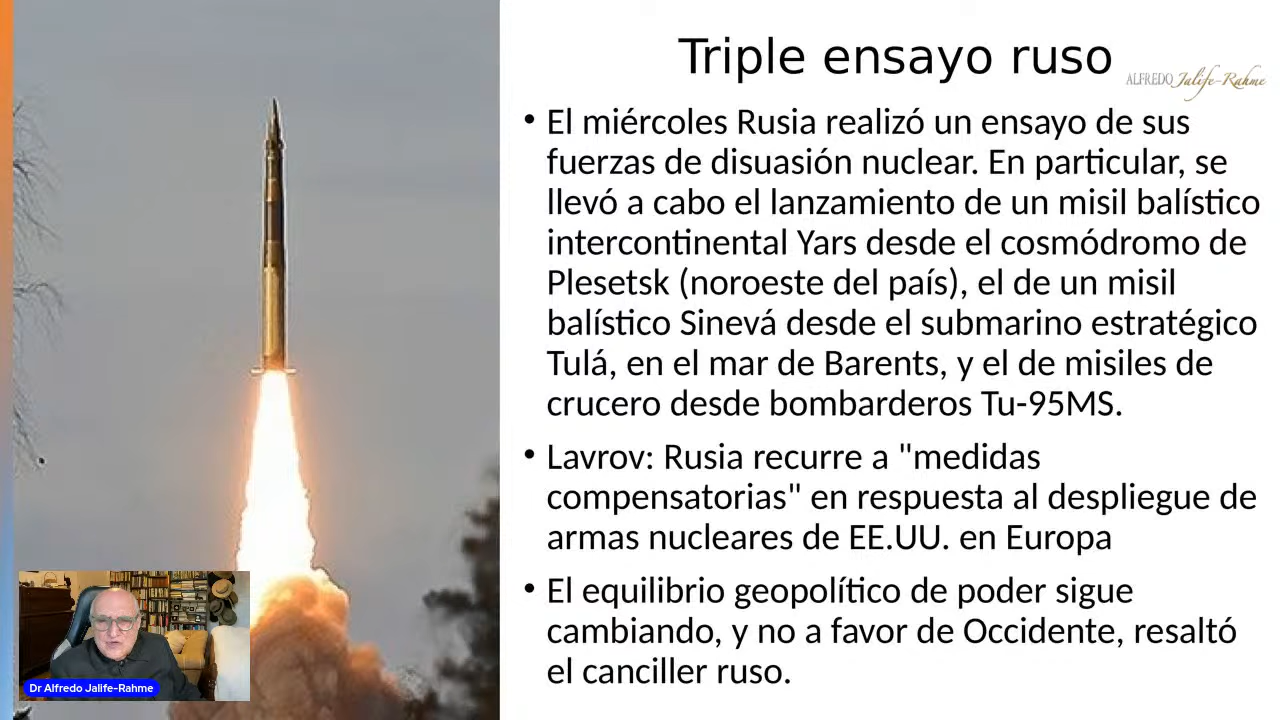 Triple ensayo ruso
ALFREDO Jalife-Rahme
• El miércoles Rusia realizó un ensayo de sus
fuerzas de disuasión nuclear. En particular, se
llevó a cabo el lanzamiento de un misil balístico
intercontinental Yars desde el cosmódromo de
Plesetsk (noroeste del país), el de un misil
balístico Sinevá desde el submarino estratégico
Tulá, en el mar de Barents, y el de misiles de
crucero desde bombarderos Tu-95MS.
• Lavrov: Rusia recurre a "medidas
compensatorias" en respuesta al despliegue de
armas nucleares de EE.UU. en Europa
• El equilibrio geopolítico de poder sigue
cambiando, y no a favor de Occidente, resaltó
el canciller ruso.
Dr Alfredo Jalife-Rahme